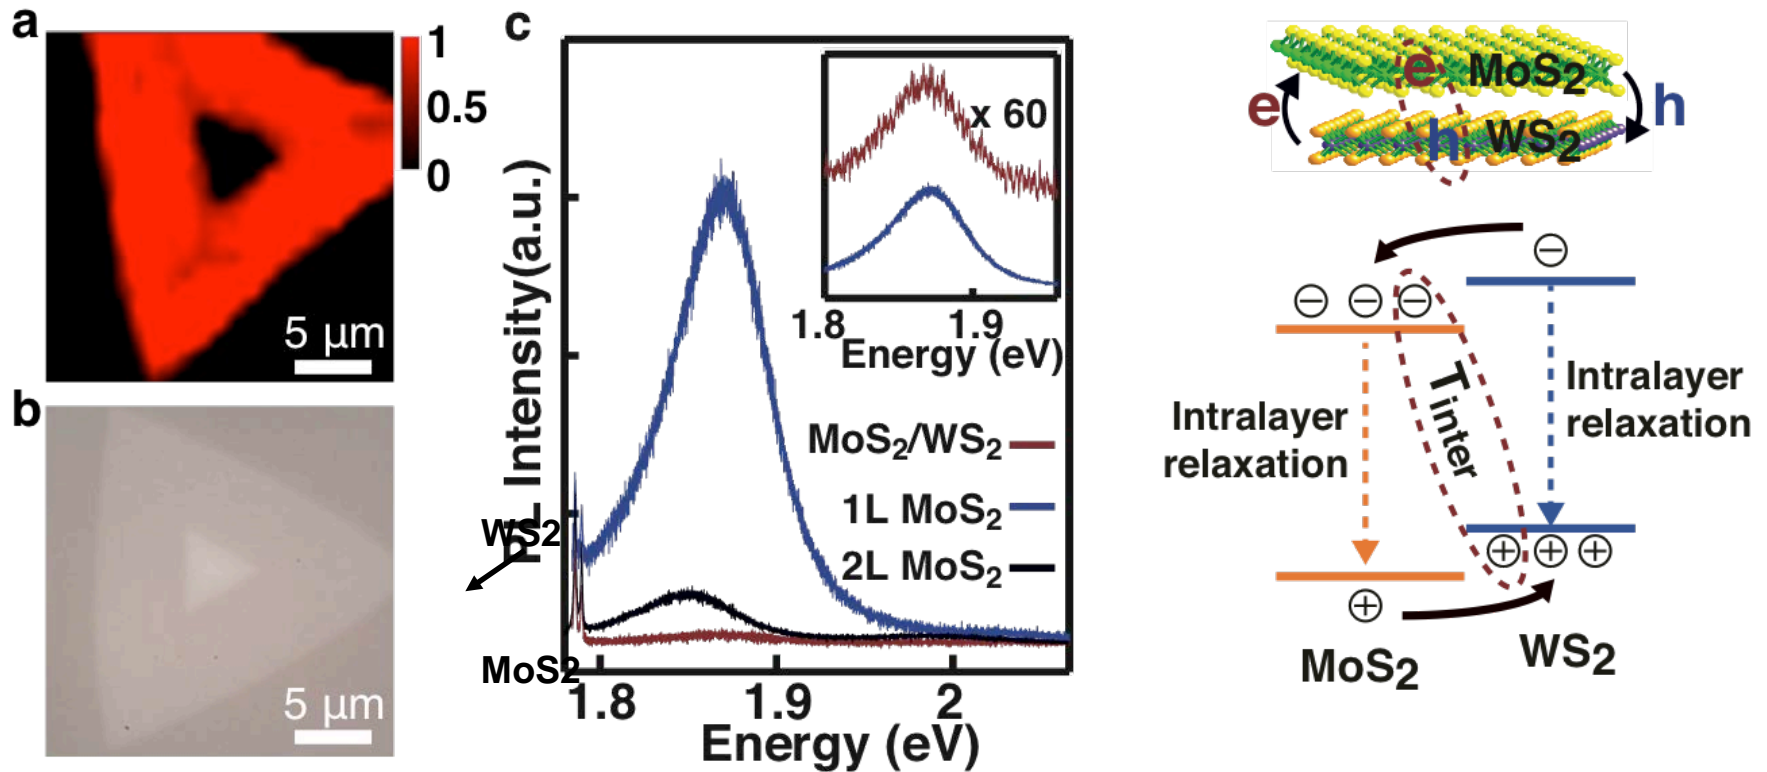 a
1
0.5
0
5 μm
b
5 μm
c
PL Intensity(a.u.)
x 60
1.8
1.9
Energy (eV)
MoS2/WS2
1L MoS2
2L MoS2
WS2
MoS2
1.8
1.9
2
Energy (eV)
e
MoS2
e
h
h
WS2
Intralayer
relaxation
Tinter
Intralayer
relaxation
MoS2
WS2